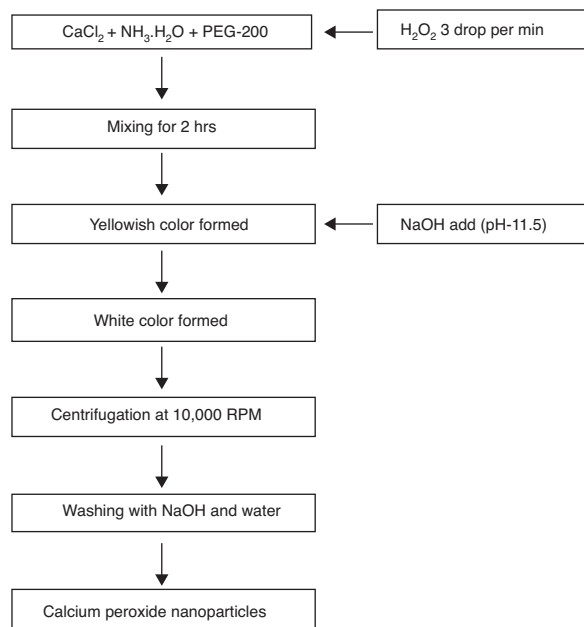 CaCl₂ + NH₃.H₂O + PEG-200
H₂O₂ 3 drop per min
Mixing for 2 hrs
Yellowish color formed
NaOH add (pH-11.5)
White color formed
Centrifugation at 10,000 RPM
Washing with NaOH and water
Calcium peroxide nanoparticles